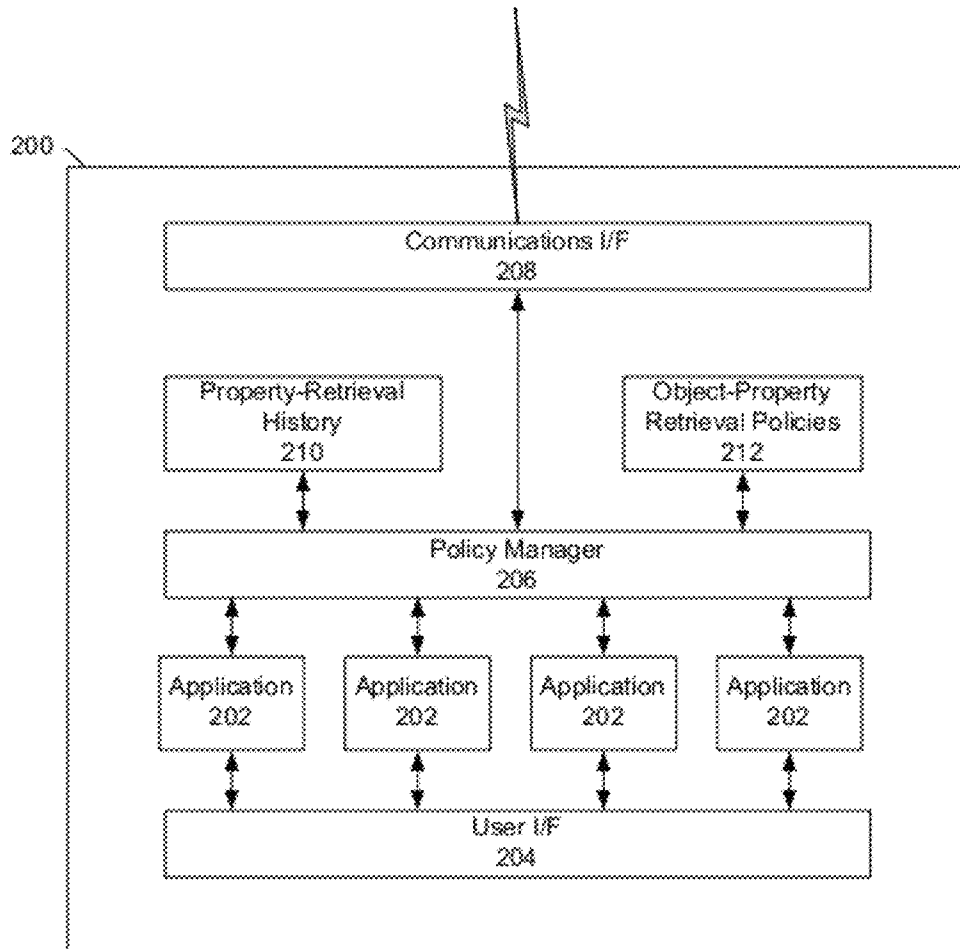 200
Communications I/F
208
Property-Retrieval
History
210
Object-Property
Retrieval Policies
212
Policy Manager
206
Application
202
Application
202
Application
202
Application
202
User I/F
204